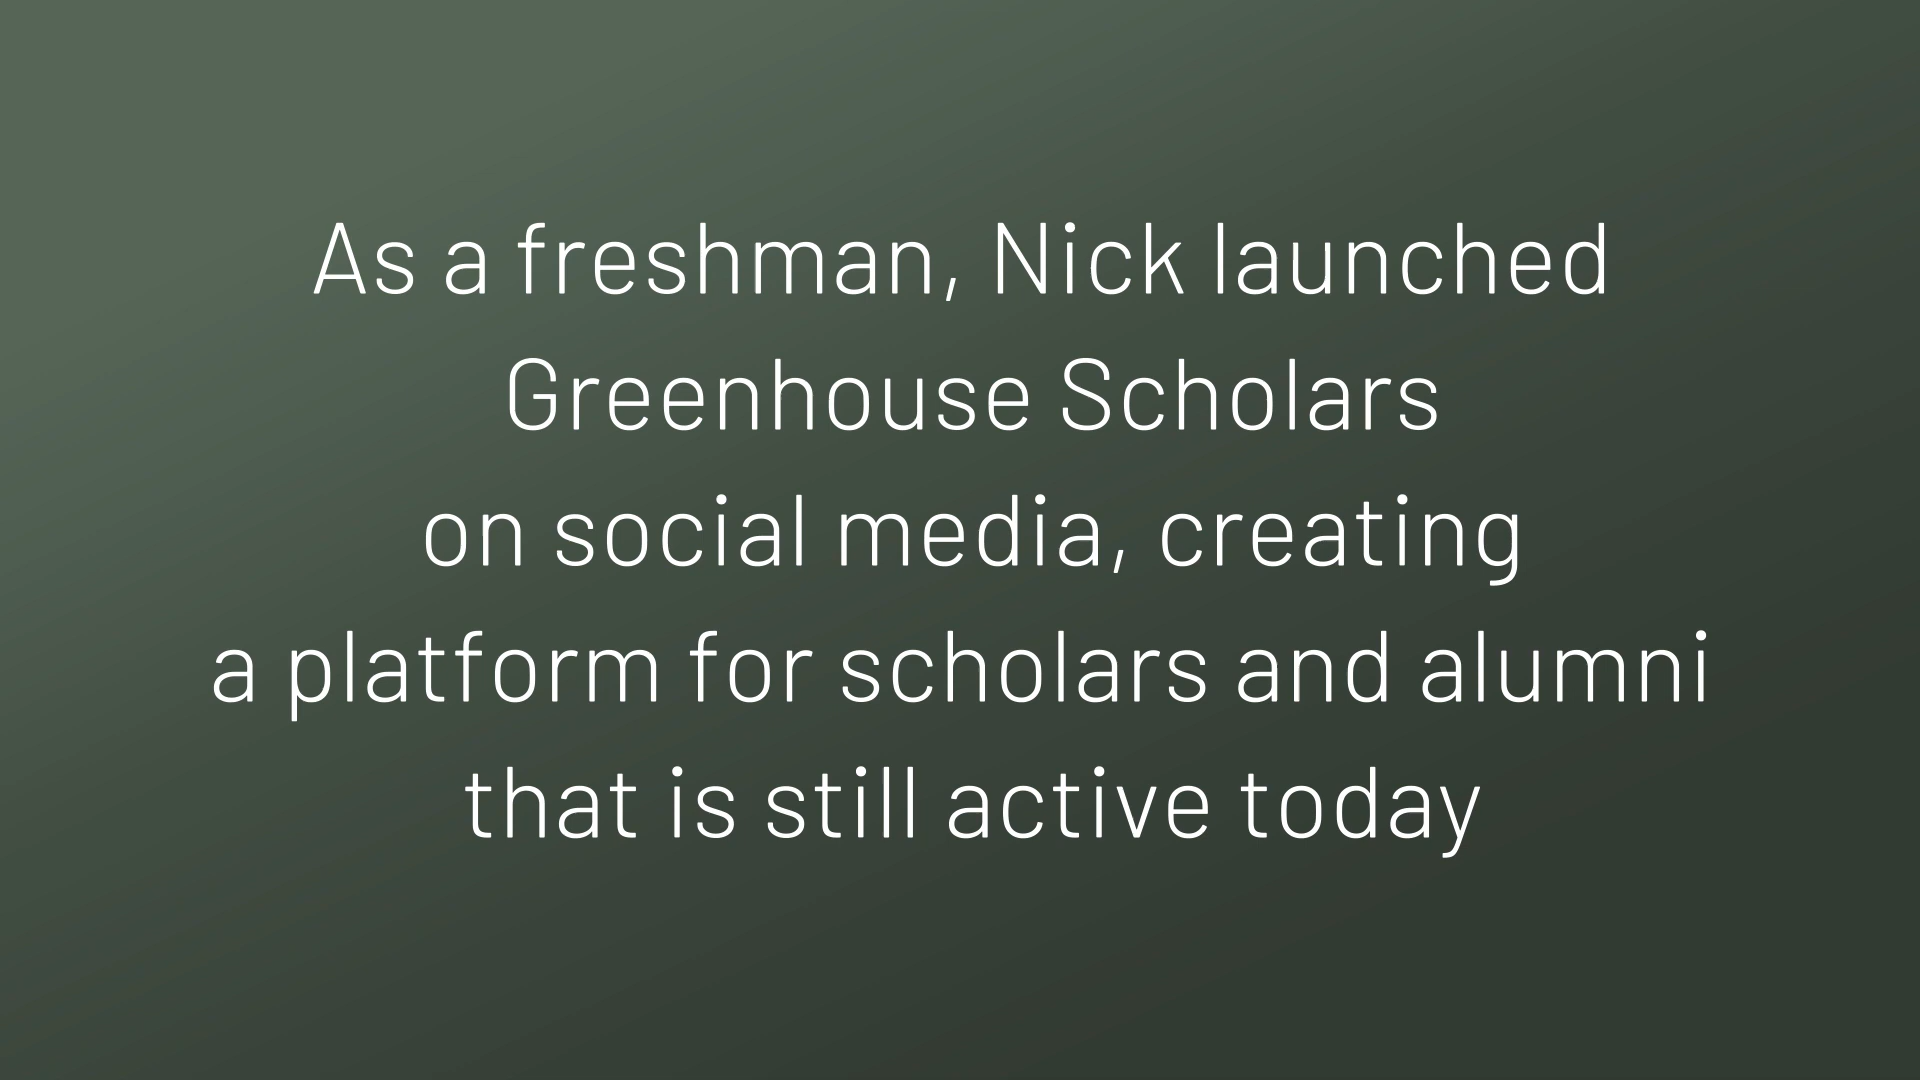 As a freshman, Nick launched
Greenhouse Scholars
on social media, creating
a platform for scholars and alumni
that is still active today